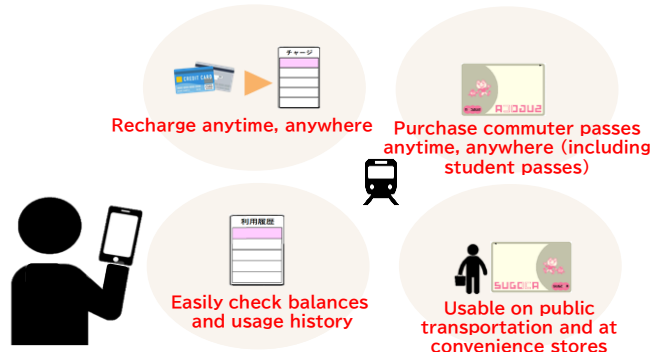 CREDIT CARD
チャージ
Recharge anytime, anywhere
Purchase commuter passes
anytime, anywhere (including
student passes)
利用履歴
Easily check balances
and usage history
SUGOCA
Usable on public
transportation and at
convenience stores